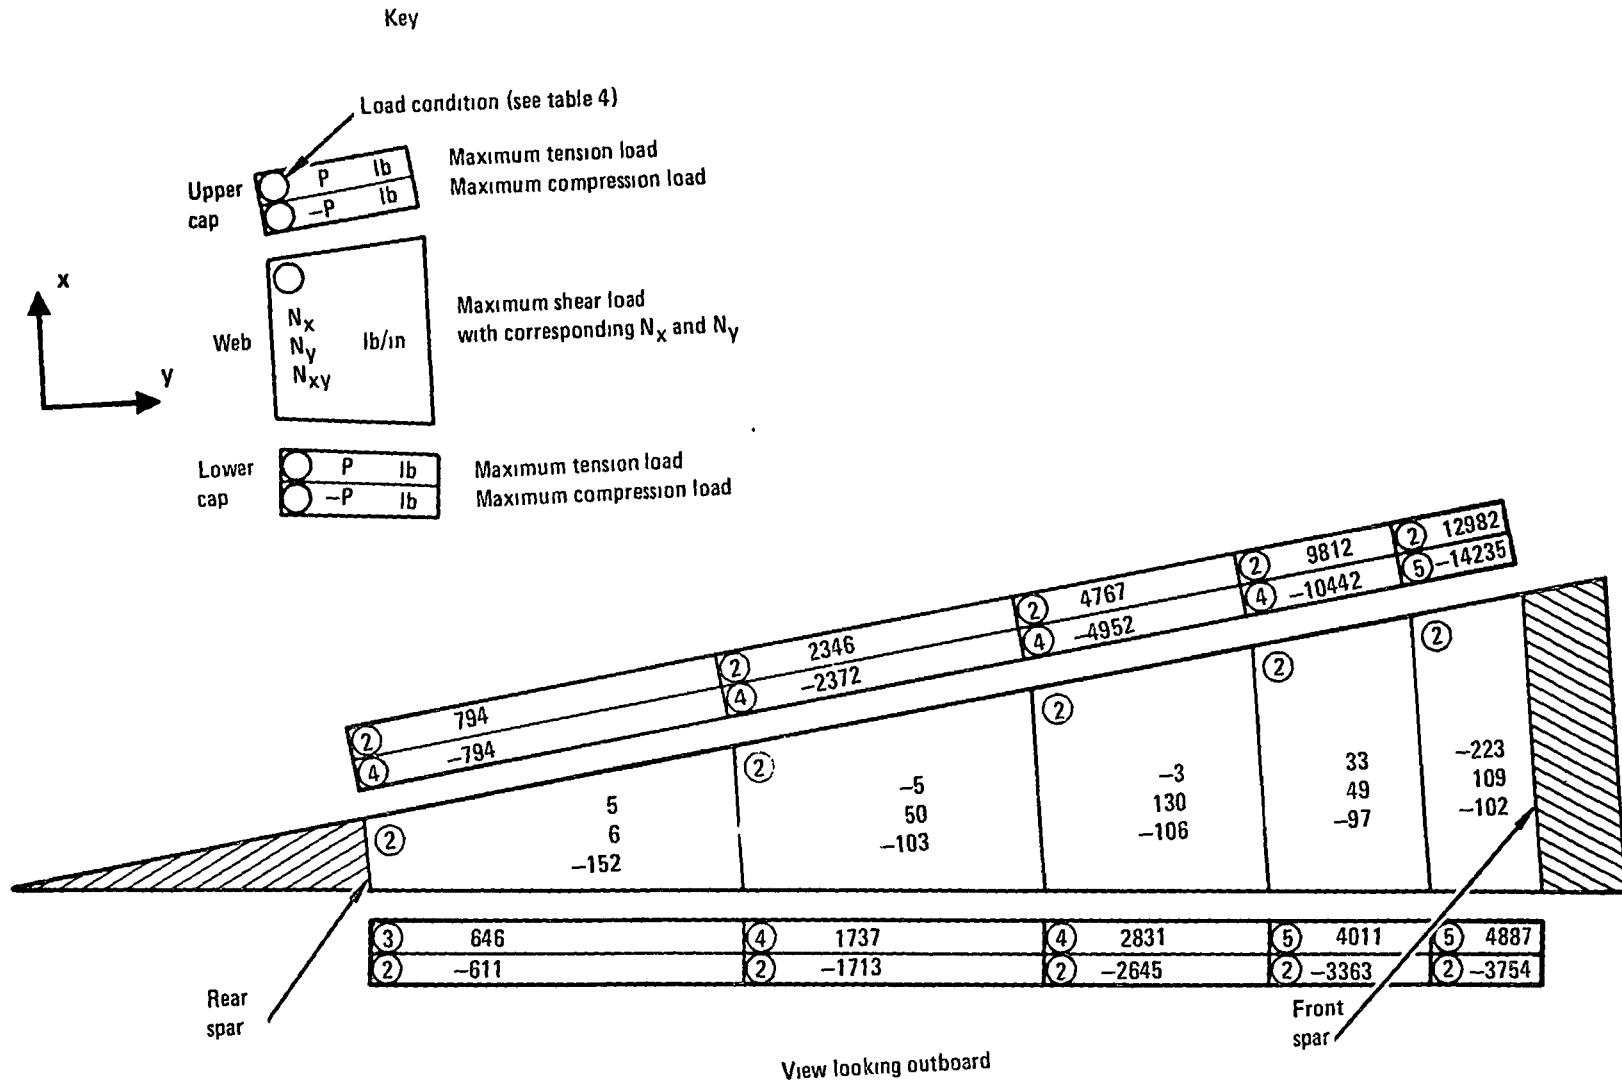 Key
Load condition (see table 4)
Upper cap
P lb
–P lb
Maximum tension load
Maximum compression load
x
y
Web
Nx
Ny
Nxy
lb/in
Maximum shear load
with corresponding Nx and Ny
Lower cap
P lb
–P lb
Maximum tension load
Maximum compression load
2 794
4 –794
2 2346
4 –2372
2 4767
4 –4952
2 9812
4 –10442
2 12982
5 –14235
2
5
6
–152
2
–5
50
–103
2
–3
130
–106
2
33
49
–97
2
–223
109
–102
3 646
2 –611
4 1737
2 –1713
4 2831
2 –2645
5 4011
2 –3363
5 4887
2 –3754
Rear
spar
Front
spar
View looking outboard